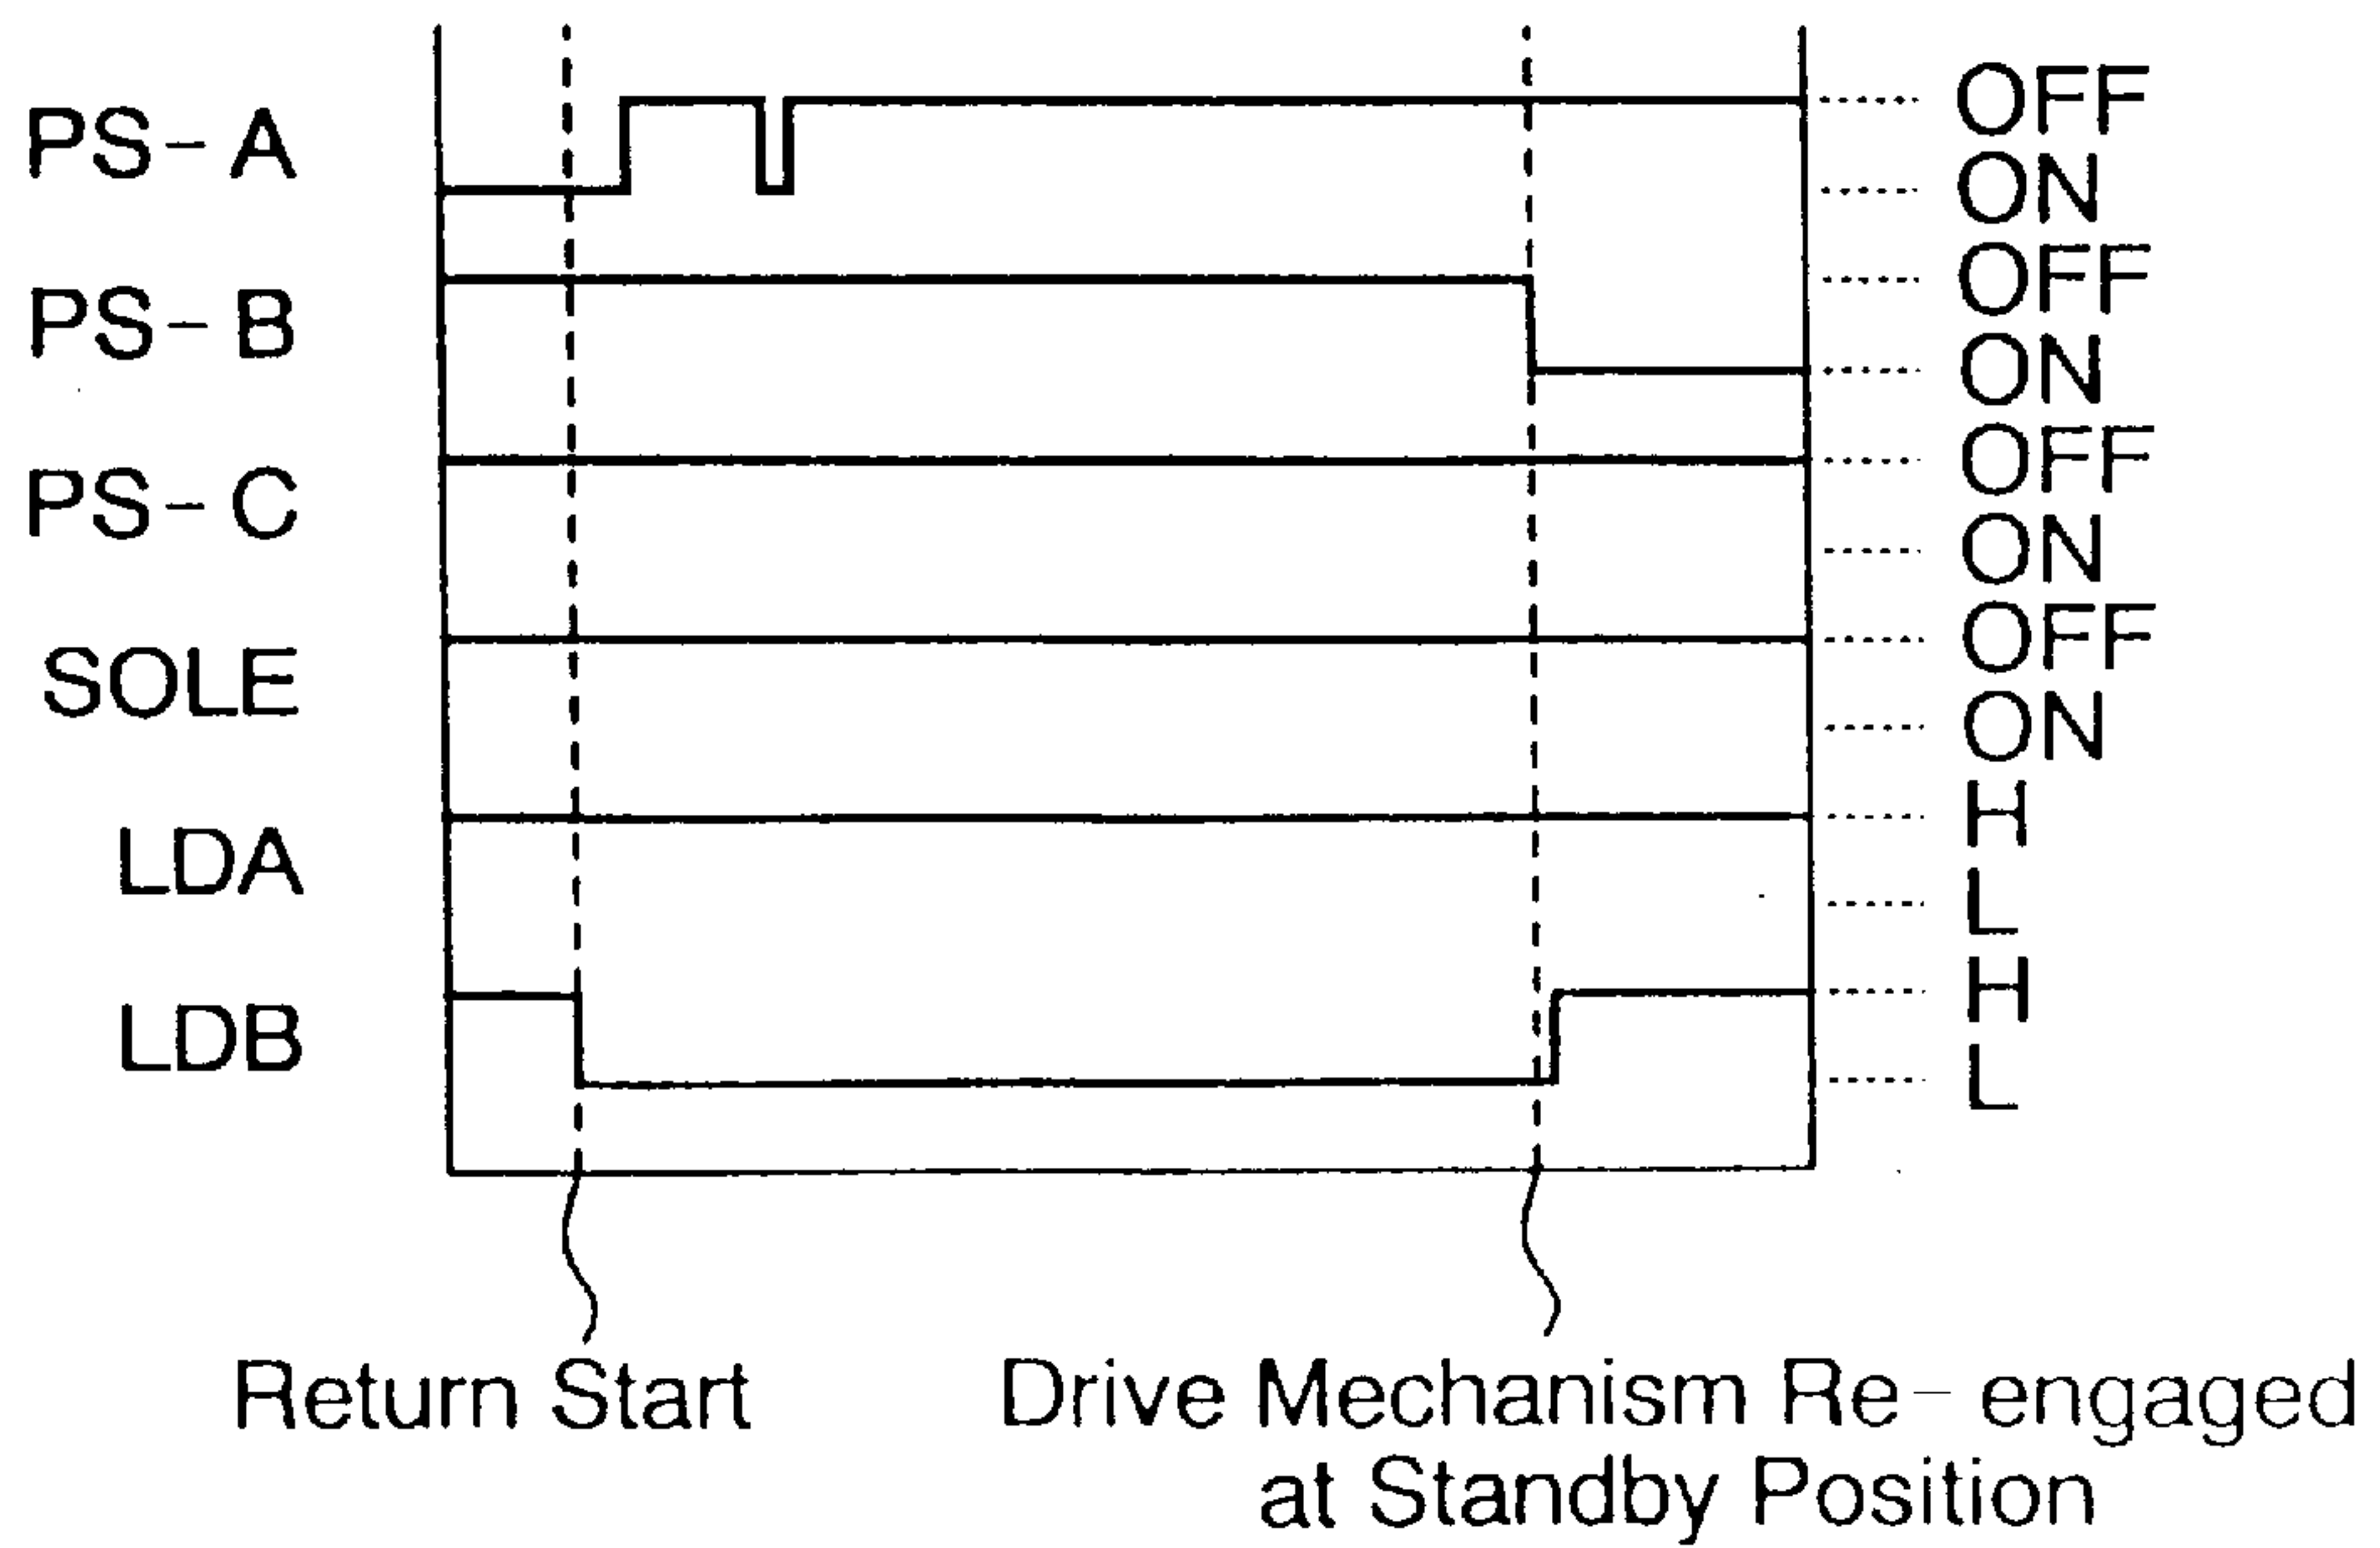 PS-A
OFF
ON
PS-B
OFF
ON
PS-C
OFF
ON
SOLE
OFF
ON
LDA
H
L
LDB
H
L
Return Start
Drive Mechanism Re-engaged
at Standby Position